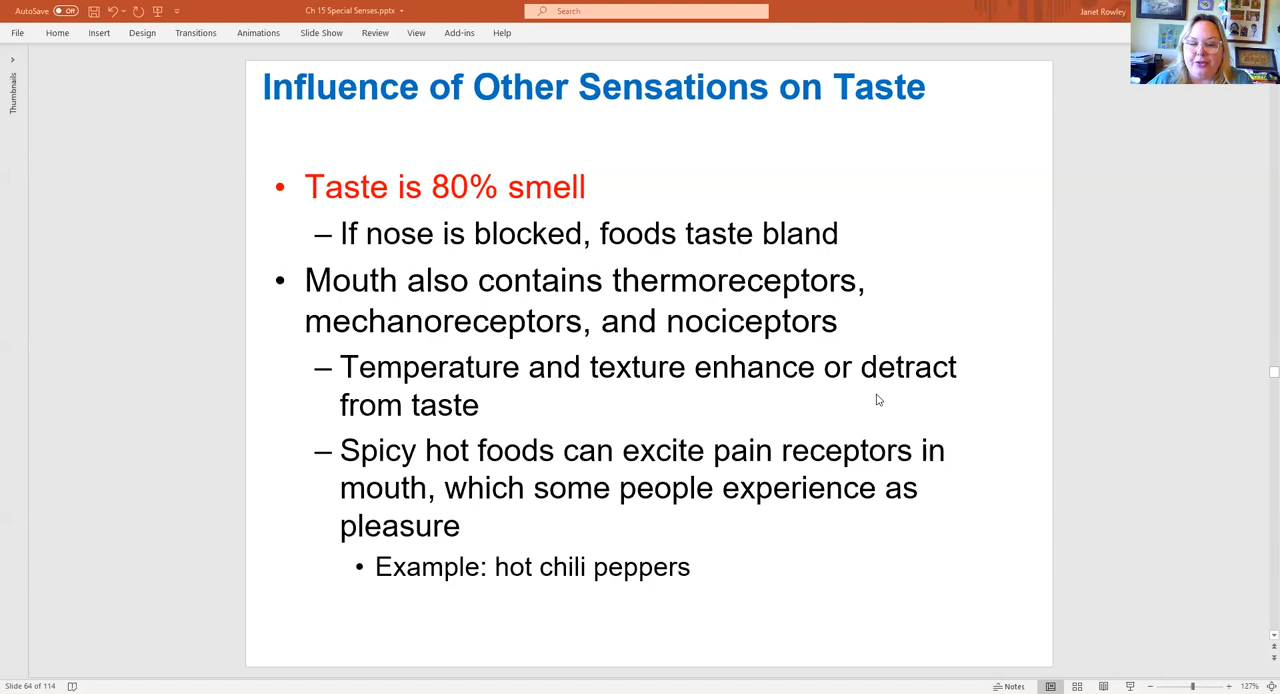 AutoSave Off Ch 15 Special Senses.pptx Search Janet Rowley
File Home Insert Design Transitions Animations Slide Show Review View Add-ins Help
Thumbnails
Influence of Other Sensations on Taste
• Taste is 80% smell
– If nose is blocked, foods taste bland
• Mouth also contains thermoreceptors,
mechanoreceptors, and nociceptors
– Temperature and texture enhance or detract
from taste
– Spicy hot foods can excite pain receptors in
mouth, which some people experience as
pleasure
• Example: hot chili peppers
Slide 64 of 114 Notes 127%